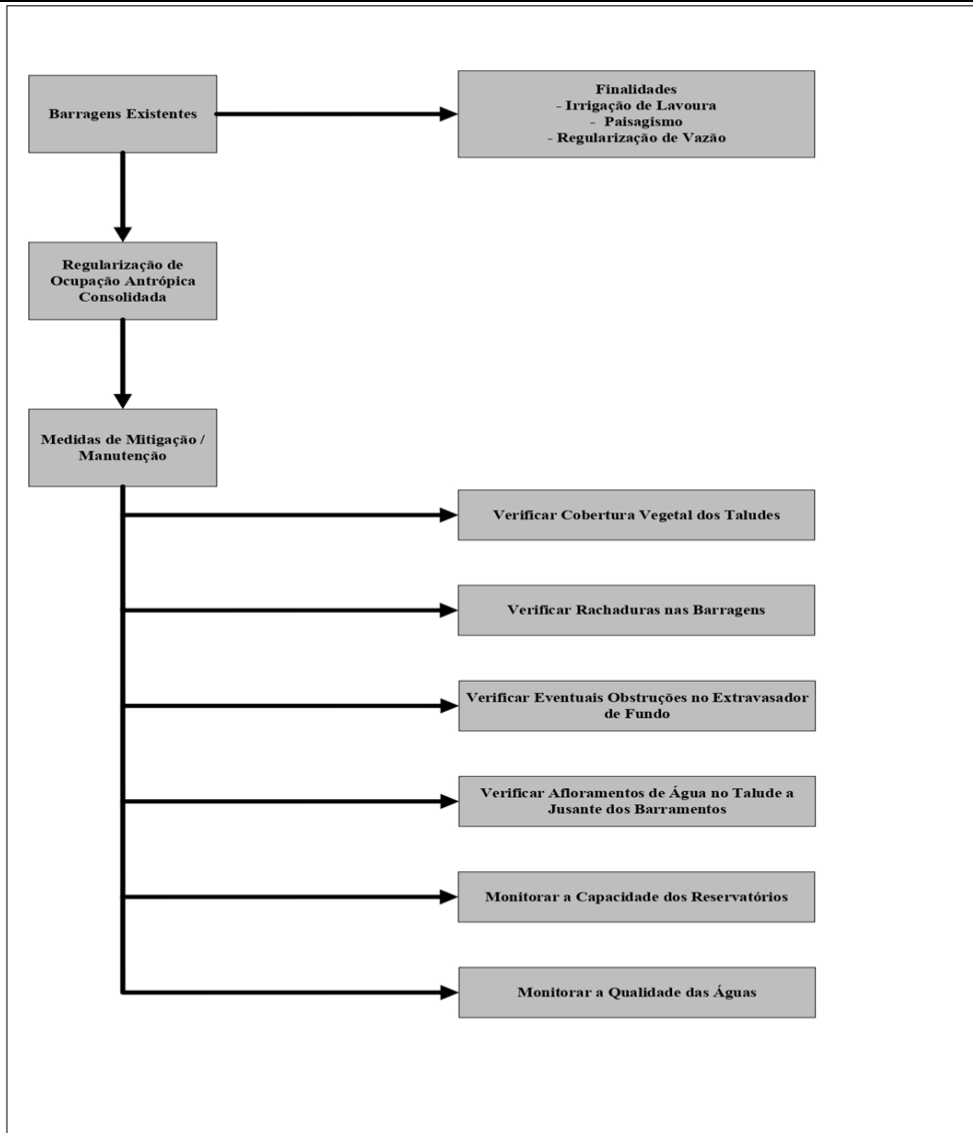 Barragens Existentes
Finalidades
- Irrigação de Lavoura
- Paisagismo
- Regularização de Vazão
Regularização de
Ocupação Antrópica
Consolidada
Medidas de Mitigação /
Manutenção
Verificar Cobertura Vegetal dos Taludes
Verificar Rachaduras nas Barragens
Verificar Eventuais Obstruções no Extravasador
de Fundo
Verificar Afloramentos de Água no Talude a
Jusante dos Barramentos
Monitorar a Capacidade dos Reservatórios
Monitorar a Qualidade das Águas